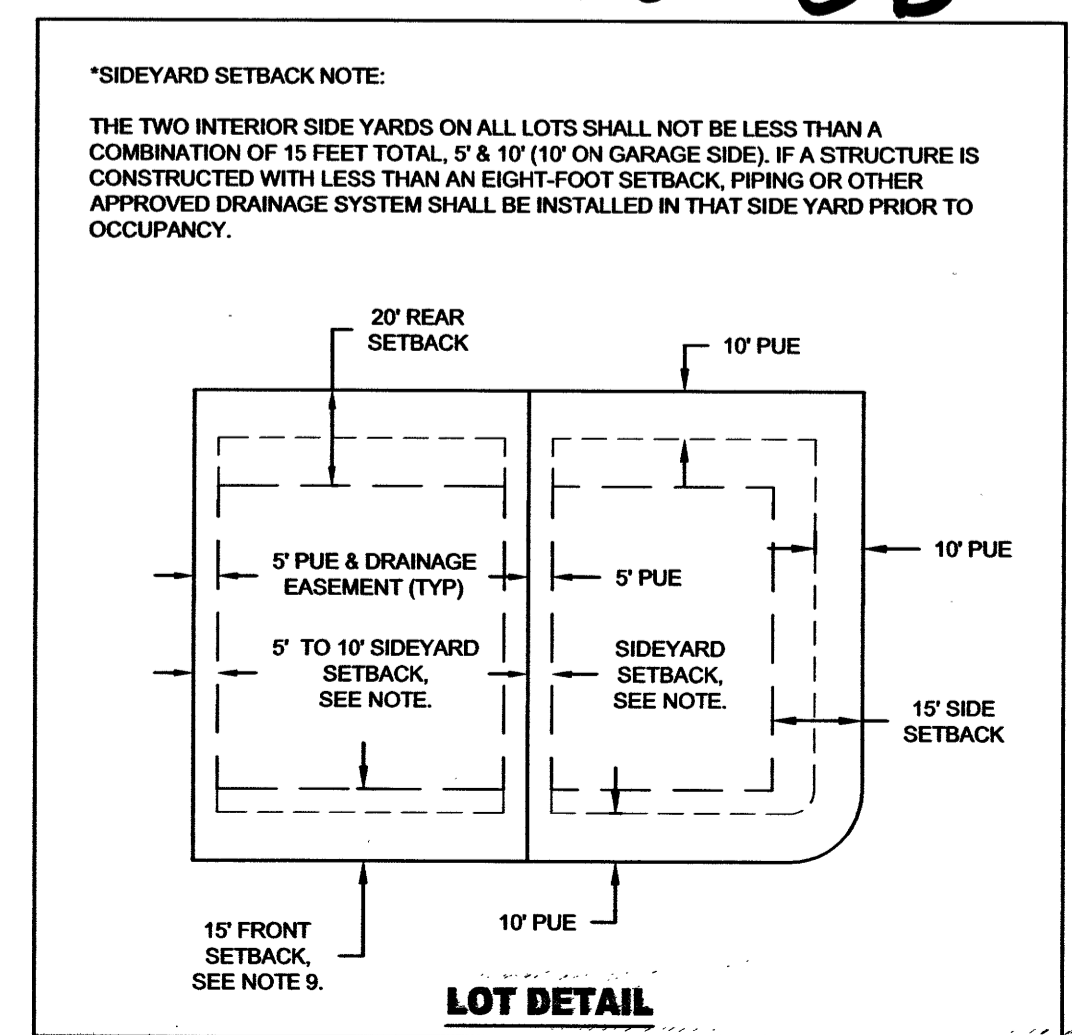 *SIDEYARD SETBACK NOTE:
THE TWO INTERIOR SIDE YARDS ON ALL LOTS SHALL NOT BE LESS THAN A
COMBINATION OF 15 FEET TOTAL, 5' & 10' (10' ON GARAGE SIDE). IF A STRUCTURE IS
CONSTRUCTED WITH LESS THAN AN EIGHT-FOOT SETBACK, PIPING OR OTHER
APPROVED DRAINAGE SYSTEM SHALL BE INSTALLED IN THAT SIDE YARD PRIOR TO
OCCUPANCY.
20' REAR
SETBACK
10' PUE
5' PUE & DRAINAGE
EASEMENT (TYP)
5' PUE
10' PUE
5' TO 10' SIDEYARD
SETBACK,
SEE NOTE.
SIDEYARD
SETBACK,
SEE NOTE.
15' SIDE
SETBACK
15' FRONT
SETBACK,
SEE NOTE 9.
10' PUE
LOT DETAIL